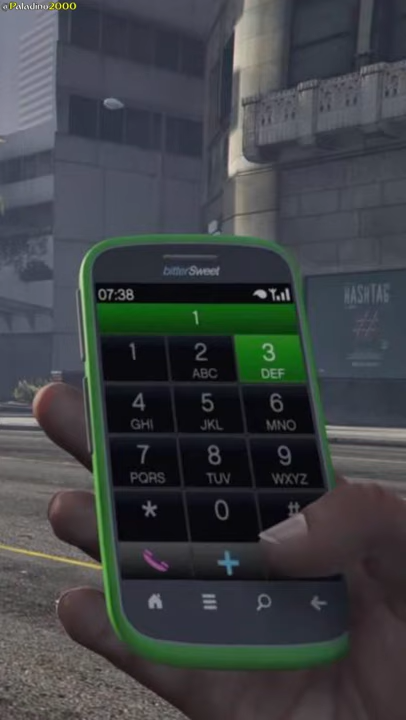 @Paladino2000
bitterSweet
07:38
1
1 2 3
ABC DEF
4 5 6
GHI JKL MNO
7 8 9
PQRS TUV WXYZ
* 0 #
HASHTAG
#